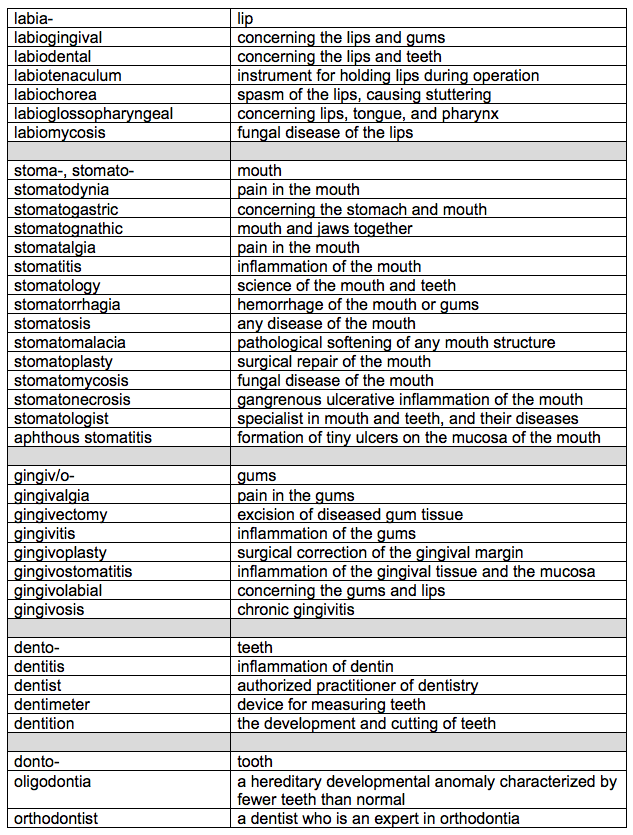 labia- lip
labiogingival concerning the lips and gums
labiodental concerning the lips and teeth
labiotenaculum instrument for holding lips during operation
labiochorea spasm of the lips, causing stuttering
labioglossopharyngeal concerning lips, tongue, and pharynx
labiomycosis fungal disease of the lips
stoma-, stomato- mouth
stomatodynia pain in the mouth
stomatogastric concerning the stomach and mouth
stomatognathic mouth and jaws together
stomatalgia pain in the mouth
stomatitis inflammation of the mouth
stomatology science of the mouth and teeth
stomatorrhagia hemorrhage of the mouth or gums
stomatosis any disease of the mouth
stomatomalacia pathological softening of any mouth structure
stomatoplasty surgical repair of the mouth
stomatomycosis fungal disease of the mouth
stomatonecrosis gangrenous ulcerative inflammation of the mouth
stomatologist specialist in mouth and teeth, and their diseases
aphthous stomatitis formation of tiny ulcers on the mucosa of the mouth
gingiv/o- gums
gingivalgia pain in the gums
gingivectomy excision of diseased gum tissue
gingivitis inflammation of the gums
gingivoplasty surgical correction of the gingival margin
gingivostomatitis inflammation of the gingival tissue and the mucosa
gingivolabial concerning the gums and lips
gingivosis chronic gingivitis
dento- teeth
dentitis inflammation of dentin
dentist authorized practitioner of dentistry
dentimeter device for measuring teeth
dentition the development and cutting of teeth
donto- tooth
oligodontia a hereditary developmental anomaly characterized by
fewer teeth than normal
orthodontist a dentist who is an expert in orthodontia